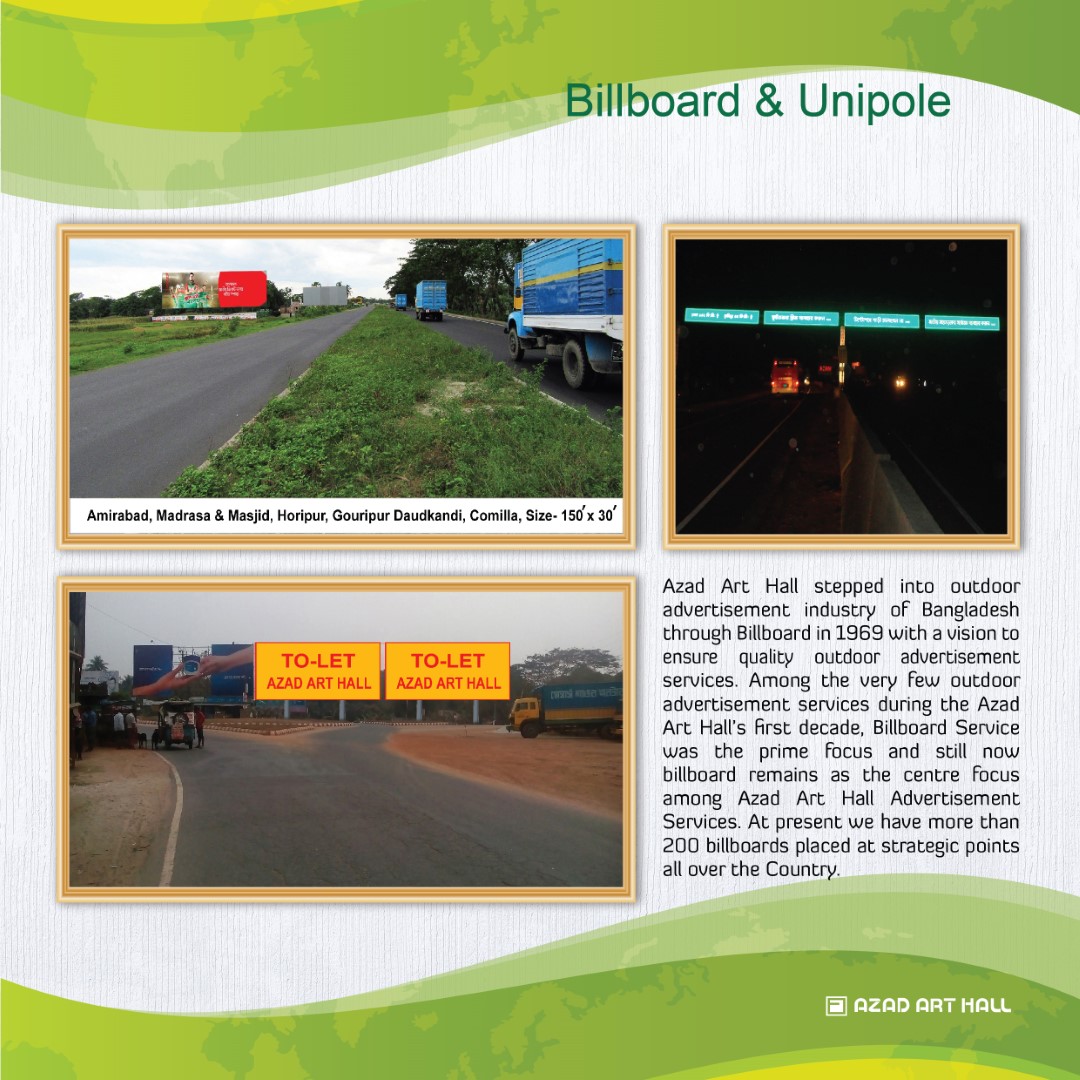 Billboard & Unipole
Amirabad, Madrasa & Masjid, Horipur, Gouripur Daudkandi, Comilla, Size- 150′x 30′
TO-LET
AZAD ART HALL
TO-LET
AZAD ART HALL
Azad Art Hall stepped into outdoor
advertisement industry of Bangladesh
through Billboard in 1969 with a vision to
ensure quality outdoor advertisement
services. Among the very few outdoor
advertisement services during the Azad
Art Hall's first decade, Billboard Service
was the prime focus and still now
billboard remains as the centre focus
among Azad Art Hall Advertisement
Services. At present we have more than
200 billboards placed at strategic points
all over the Country.
AZAD ART HALL